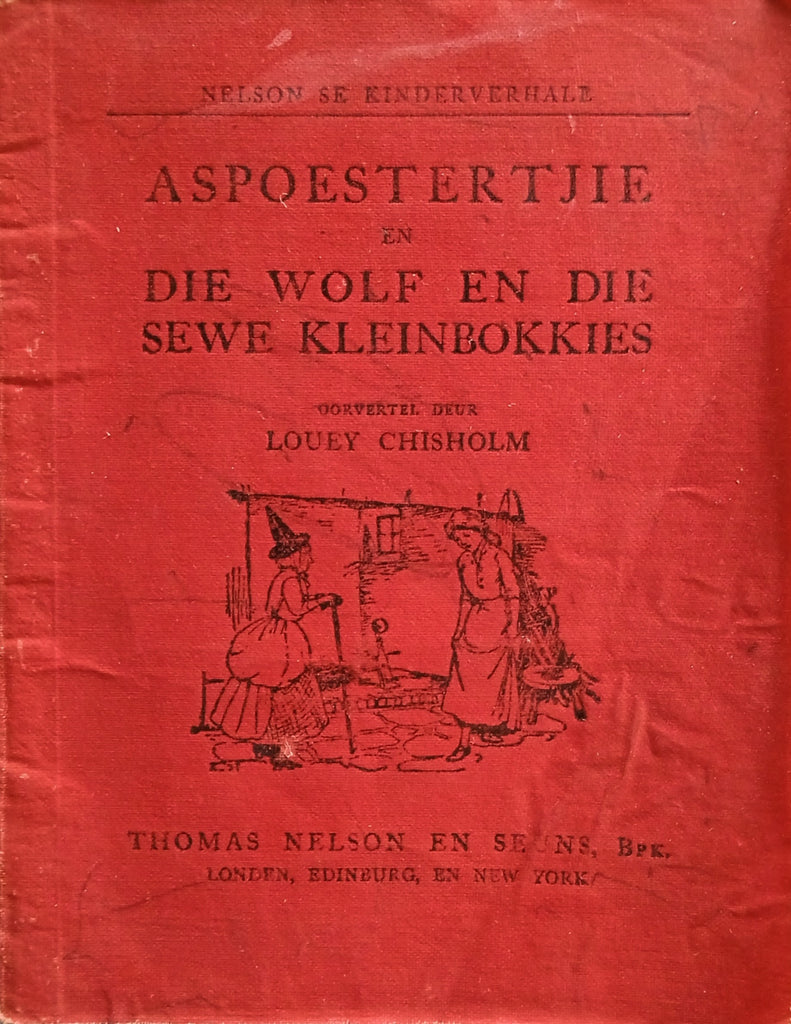 NELSON SE KINDERVERHALE
ASPOESTERTJIE
EN
DIE WOLF EN DIE
SEWE KLEINBOKKIES
OORVERTEL DEUR
LOUEY CHISHOLM
THOMAS NELSON EN SEUNS, BPK.
LONDEN, EDINBURG, EN NEW YORK